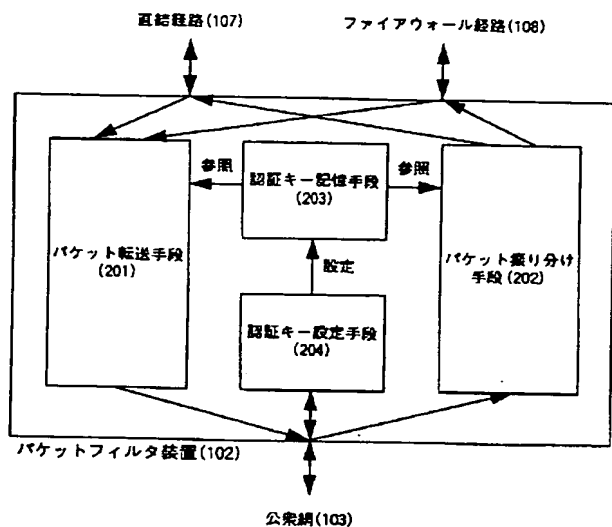 直結経路(107)
ファイアウォール経路(108)
参照
認証キー記憶手段
(203)
参照
パケット転送手段
(201)
パケット振り分け
手段(202)
設定
認証キー設定手段
(204)
パケットフィルタ装置(102)
公衆網(103)